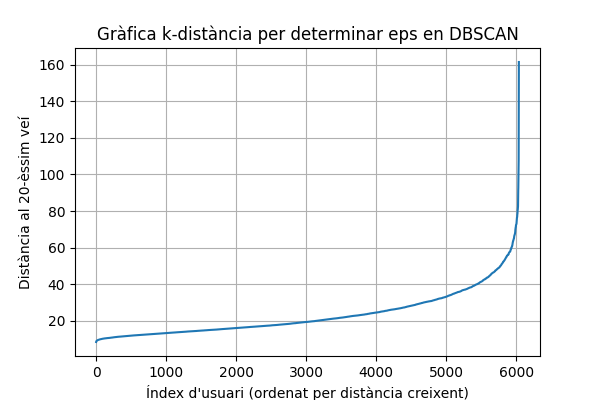 Gràfica k-distància per determinar eps en DBSCAN
Distància al 20-èssim veí
160
140
120
100
80
60
40
20
0 1000 2000 3000 4000 5000 6000
Índex d'usuari (ordenat per distància creixent)